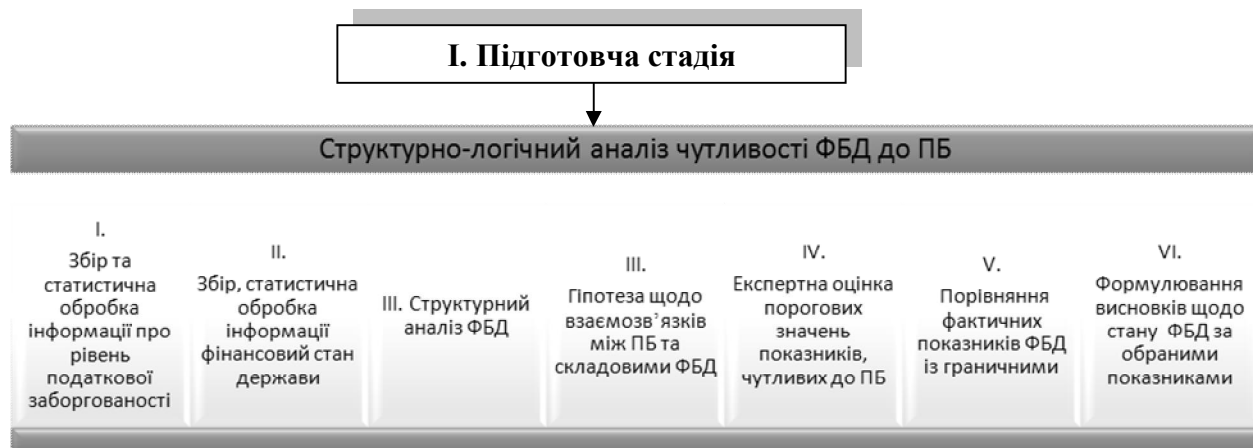 І. Підготовча стадія
Структурно-логічний аналіз чутливості ФБД до ПБ
I.
Збір та
статистична
обробка
інформації про
рівень
податкової
заборгованості
II.
Збір, статистична
обробка
інформації
фінансовий стан
держави
III. Структурний
аналіз ФБД
III.
Гіпотеза щодо
взаємозв’язків
між ПБ та
складовими ФБД
IV.
Експертна оцінка
порогових
значень
показників,
чутливих до ПБ
V.
Порівняння
фактичних
показників ФБД
із граничними
VI.
Формулювання
висновків щодо
стану ФБД за
обраними
показниками